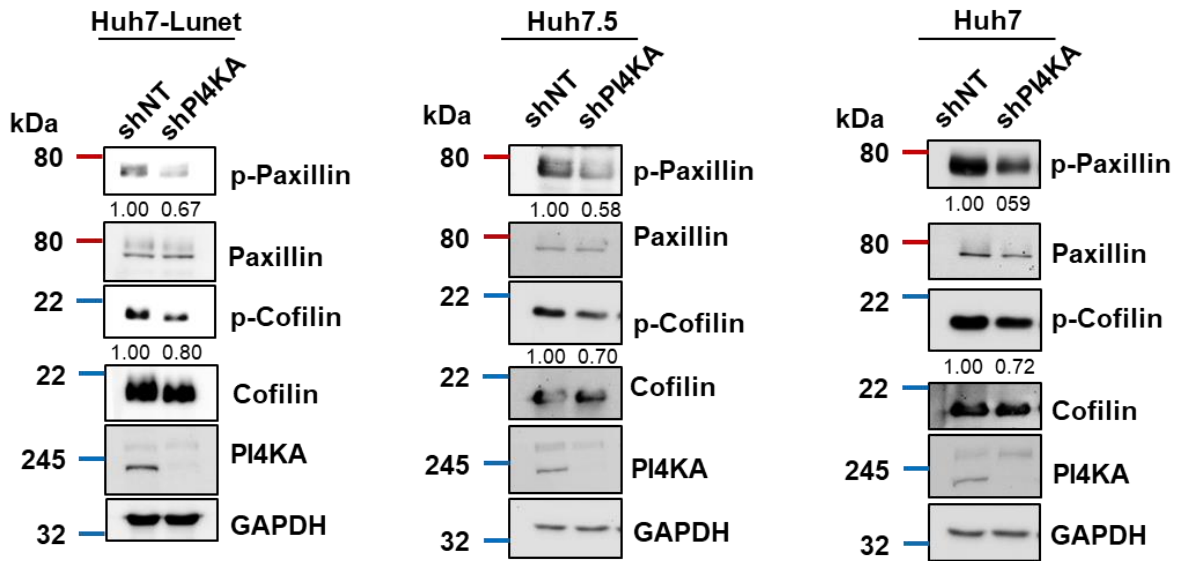 Huh7-Lunet
shNT shPI4KA
kDa
80
p-Paxillin
1.00 0.67
80
Paxillin
22
p-Cofilin
1.00 0.80
22
Cofilin
245
PI4KA
32
GAPDH
Huh7.5
shNT shPI4KA
kDa
80
p-Paxillin
1.00 0.58
80
Paxillin
22
p-Cofilin
1.00 0.70
22
Cofilin
245
PI4KA
32
GAPDH
Huh7
shNT shPI4KA
kDa
80
p-Paxillin
1.00 059
80
Paxillin
22
p-Cofilin
1.00 0.72
22
Cofilin
245
PI4KA
32
GAPDH